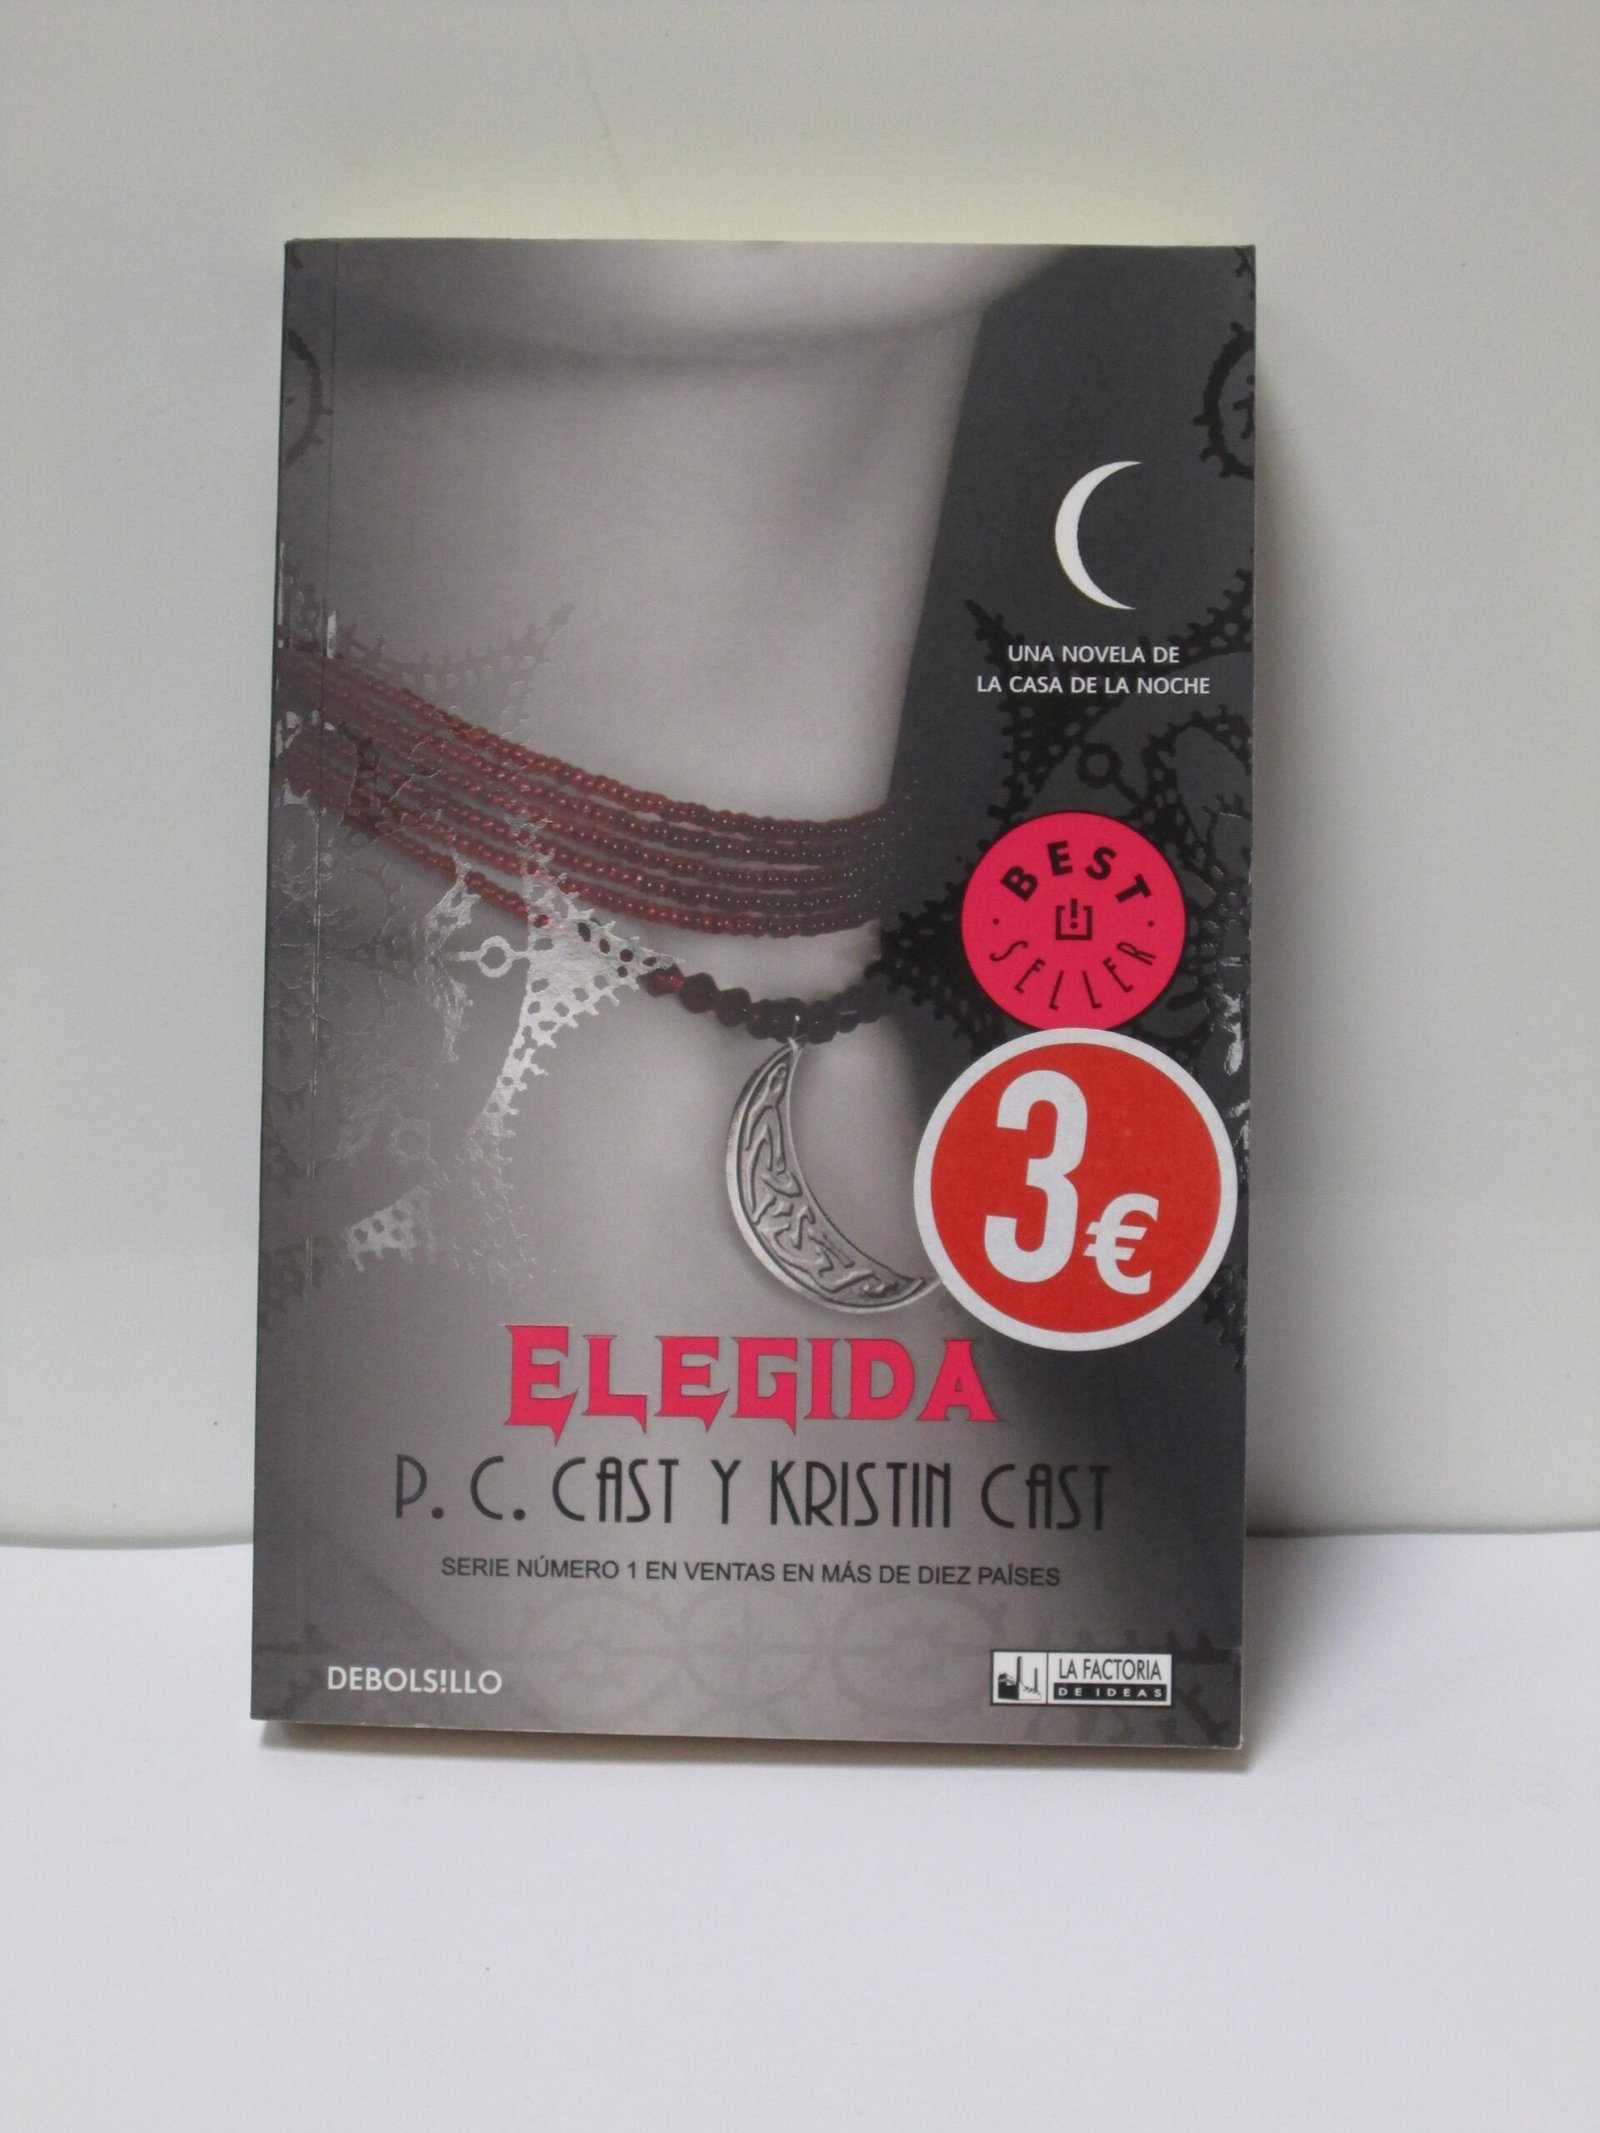 UNA NOVELA DE
LA CASA DE LA NOCHE
BEST
SELLER
3€
ELEGIDA
P. C. CAST Y KRISTIN CAST
SERIE NÚMERO 1 EN VENTAS EN MÁS DE DIEZ PAÍSES
DEBOLS!LLO
LA FACTORIA
DE IDEAS